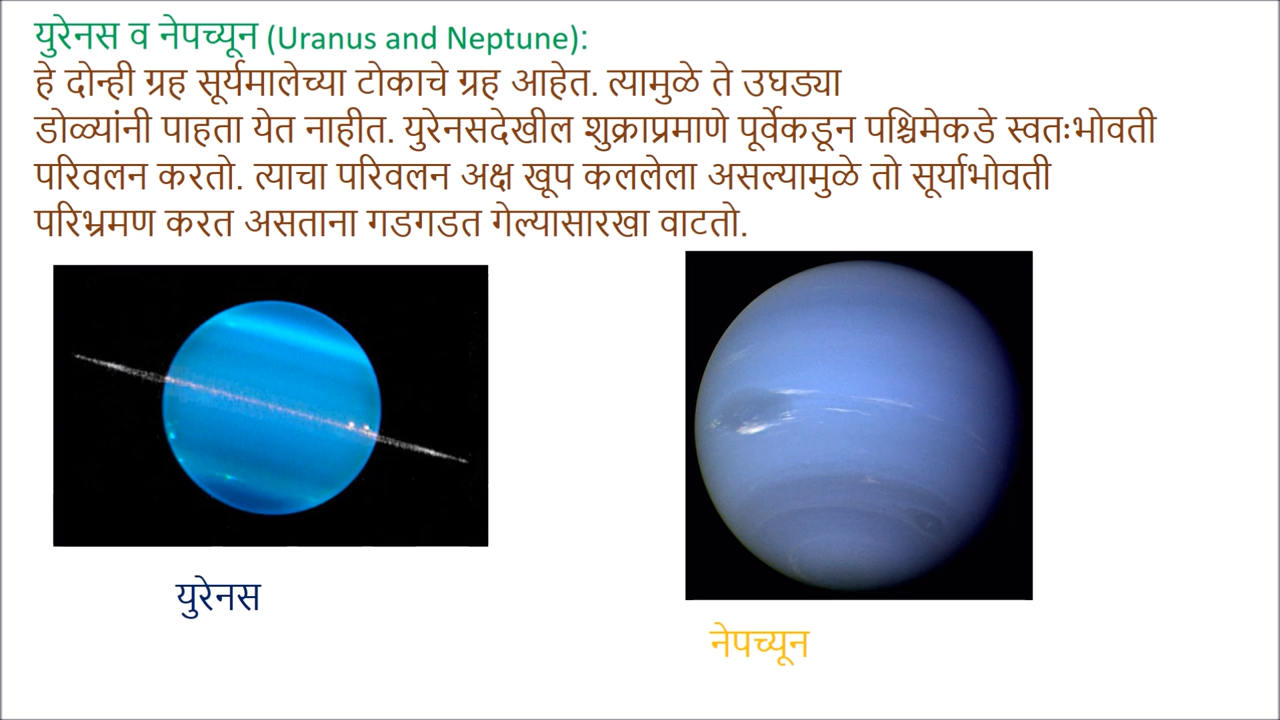 युरेनस व नेपच्यून (Uranus and Neptune):
हे दोन्ही ग्रह सूर्यमालेच्या टोकाचे ग्रह आहेत. त्यामुळे ते उघड्या
डोळ्यांनी पाहता येत नाहीत. युरेनसदेखील शुक्राप्रमाणे पूर्वेकडून पश्चिमेकडे स्वतःभोवती
परिवलन करतो. त्याचा परिवलन अक्ष खूप कललेला असल्यामुळे तो सूर्याभोवती
परिभ्रमण करत असताना गडगडत गेल्यासारखा वाटतो.
युरेनस
नेपच्यून